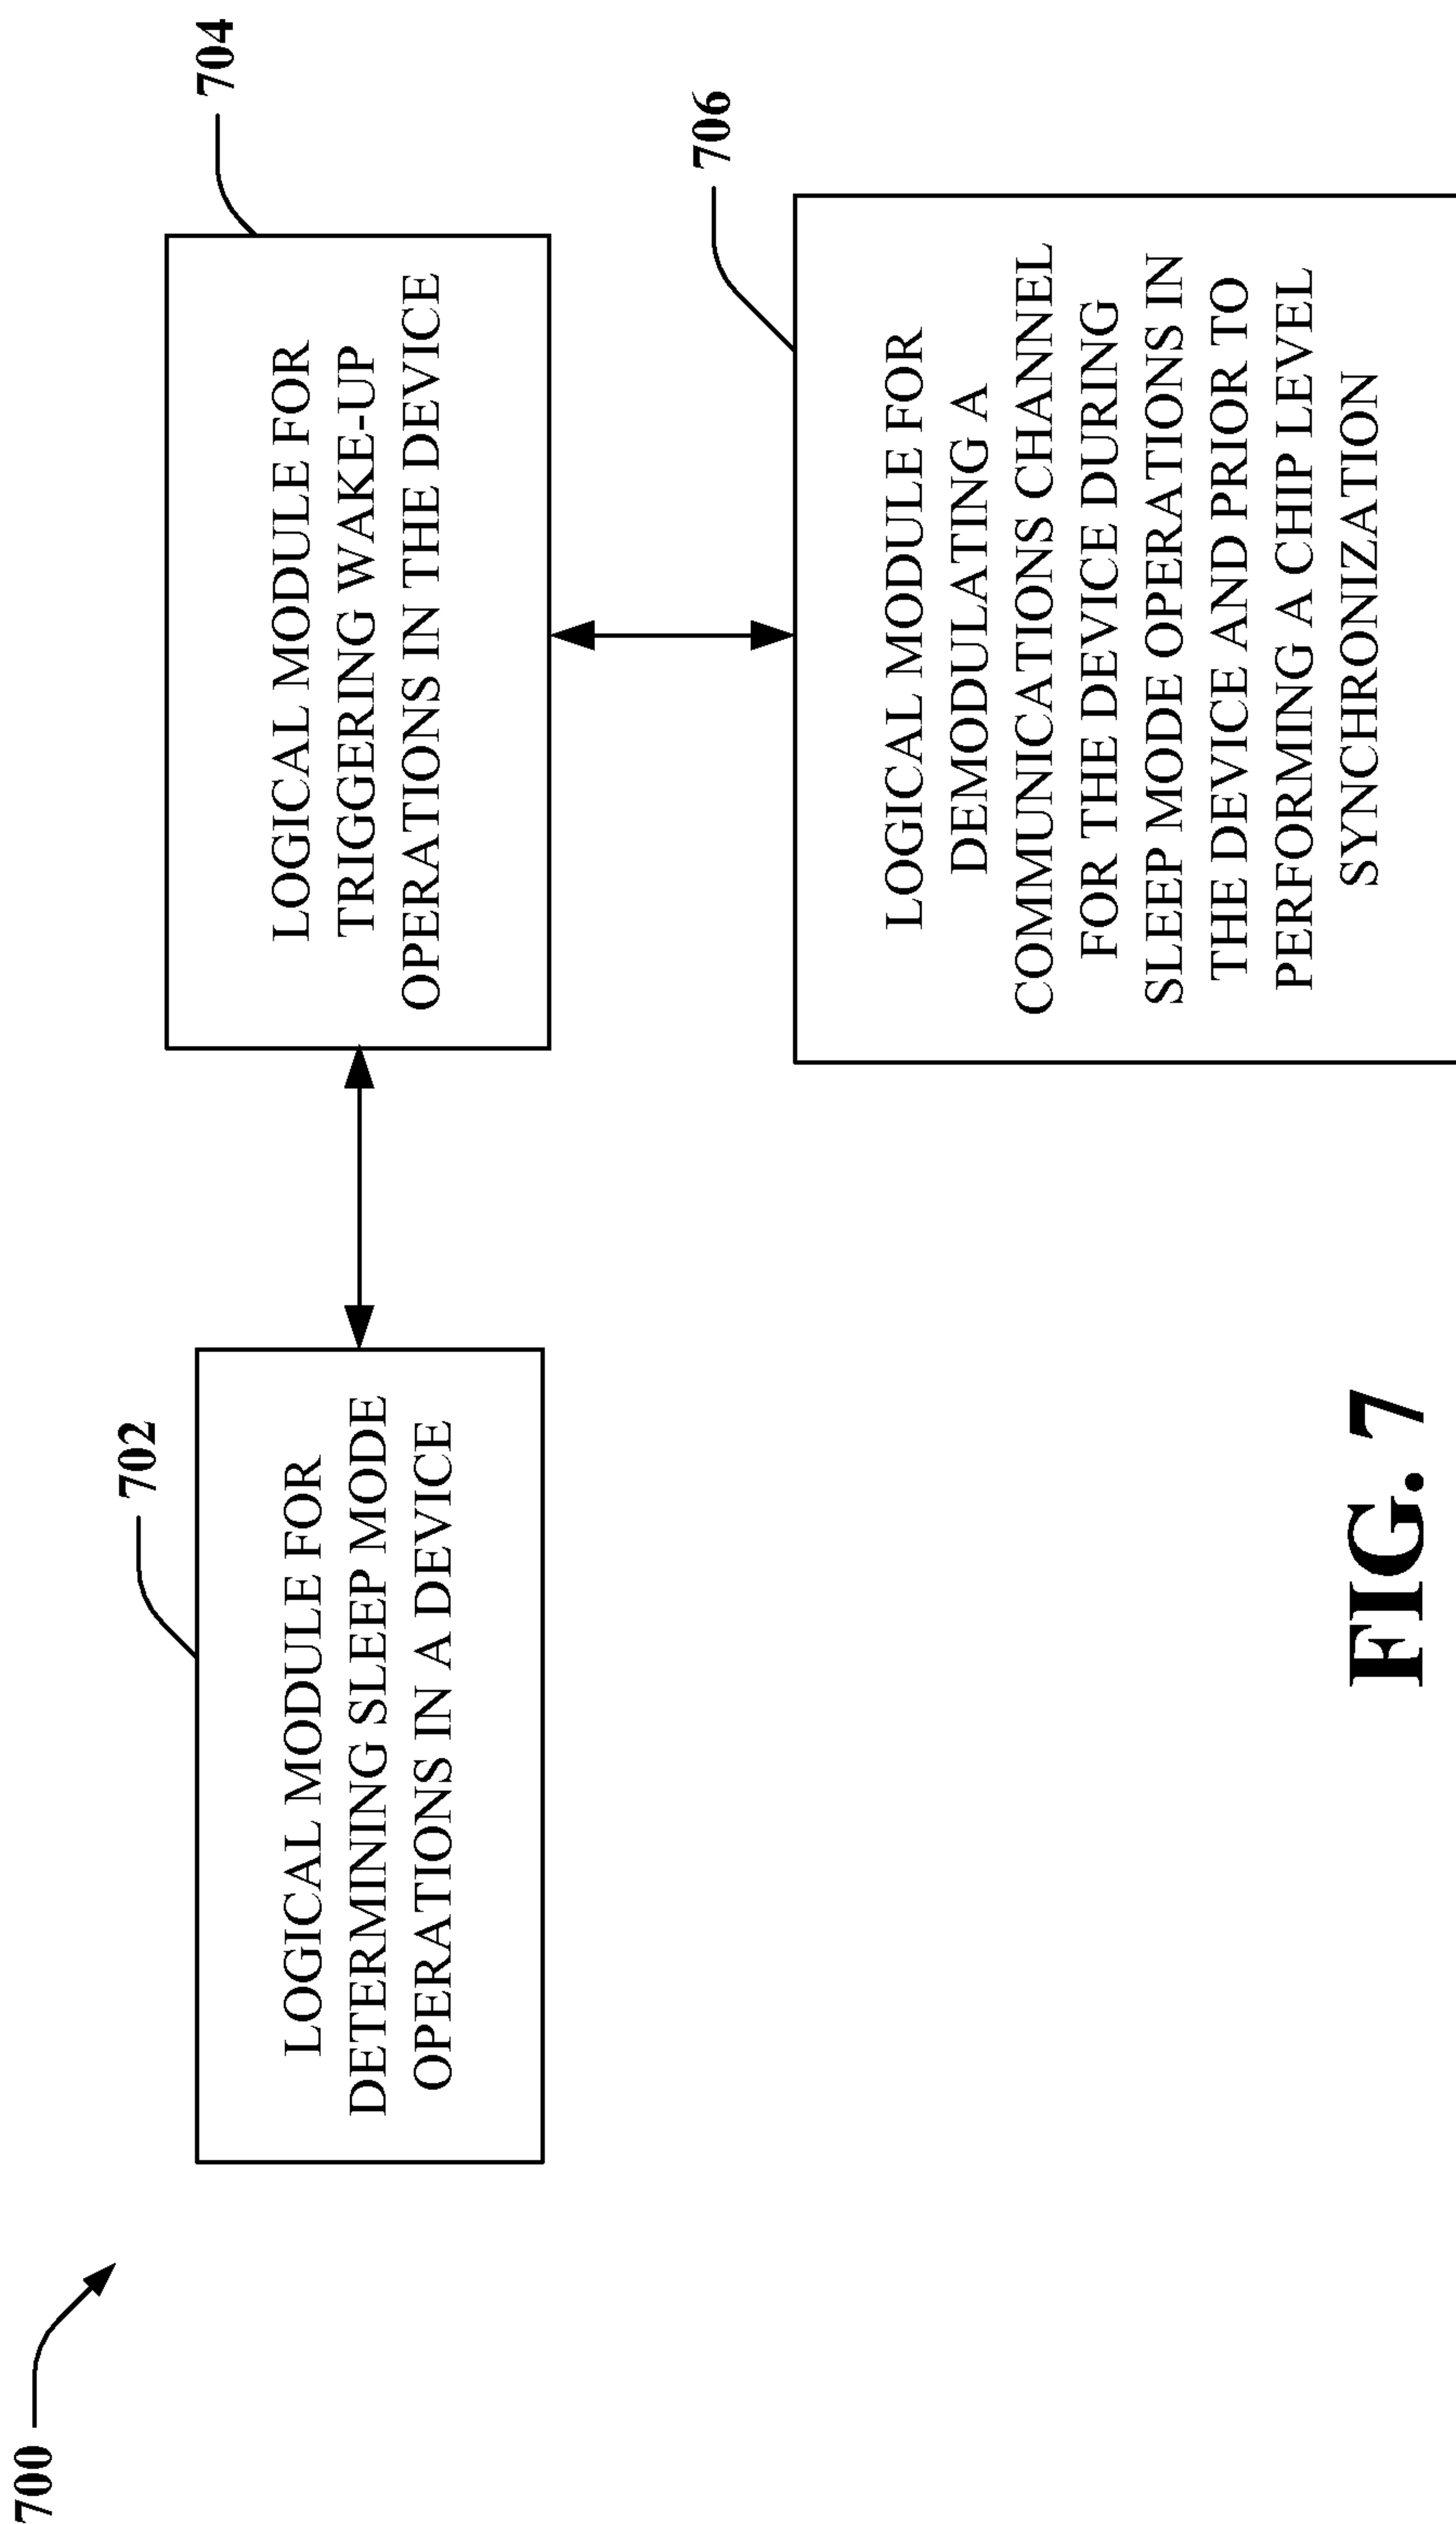 700
702
LOGICAL MODULE FOR
DETERMINING SLEEP MODE
OPERATIONS IN A DEVICE
704
LOGICAL MODULE FOR
TRIGGERING WAKE-UP
OPERATIONS IN THE DEVICE
706
LOGICAL MODULE FOR
DEMODULATING A
COMMUNICATIONS CHANNEL
FOR THE DEVICE DURING
SLEEP MODE OPERATIONS IN
THE DEVICE AND PRIOR TO
PERFORMING A CHIP LEVEL
SYNCHRONIZATION
FIG. 7